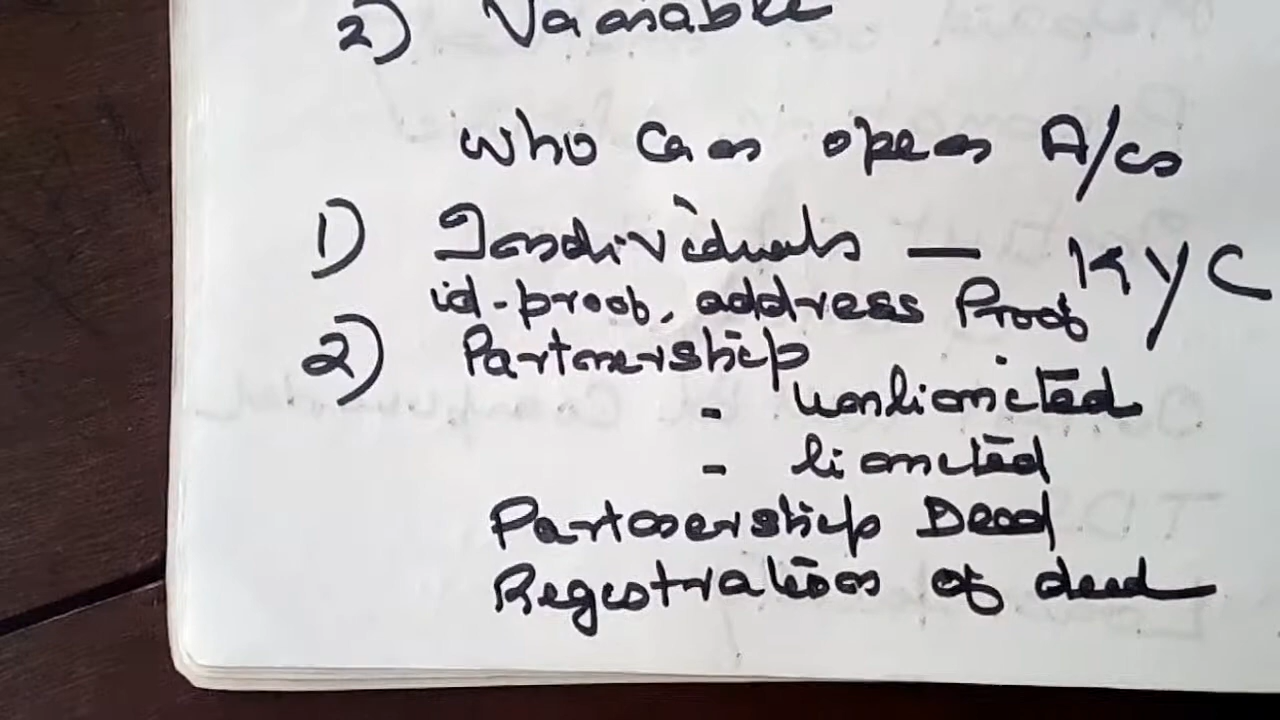 2) Variable
Who can open A/cs
1) Individuals — KYC
id-proof, address Proof
2) Partnership
- unlimited
- limited
Partnership Deed
Registration of deed